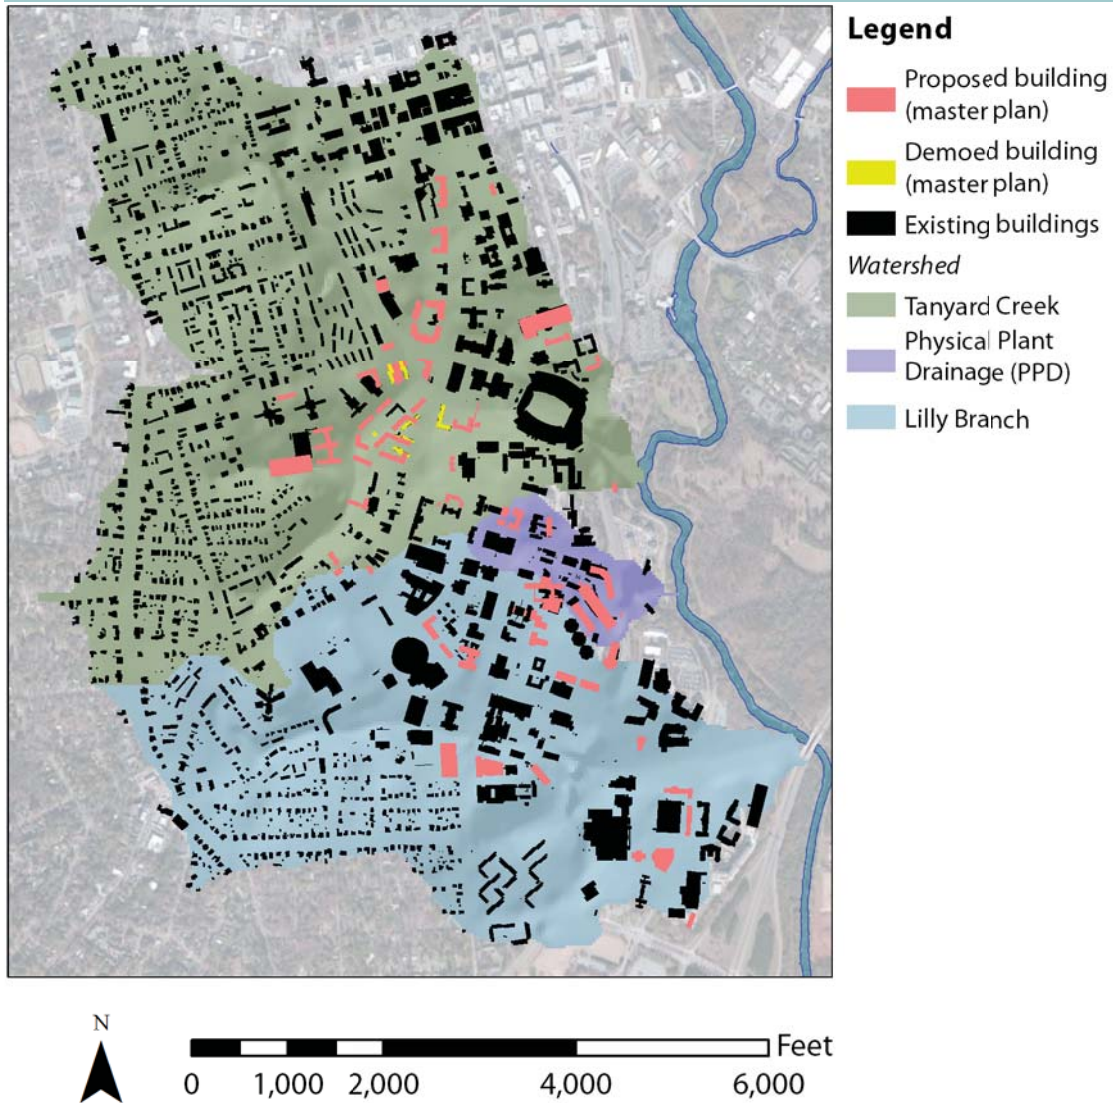 Legend
Proposed building
(master plan)
Demoed building
(master plan)
Existing buildings
Watershed
Tanyard Creek
Physical Plant
Drainage (PPD)
Lilly Branch
N
Feet
0 1,000 2,000 4,000 6,000